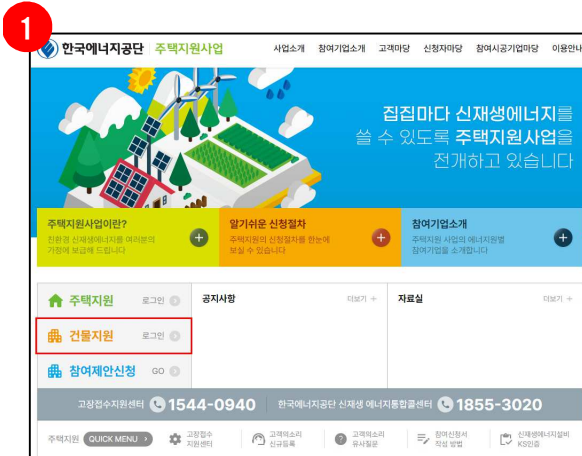 1
한국에너지공단 주택지원사업
사업소개 참여기업소개 고객마당 신청자마당 참여시공기업마당 이용안내
집집마다 신재생에너지를
쓸 수 있도록 주택지원사업을
전개하고 있습니다
주택지원사업이란?
친환경 신재생에너지를 여러분의
가정에 보급해 드립니다
알기쉬운 신청절차
주택지원의 신청절차를 한눈에
보실 수 있습니다
참여기업소개
주택지원 사업의 에너지원별
참여기업을 소개합니다
주택지원 로그인
공지사항 더보기 +
자료실 더보기 +
건물지원 로그인
참여제안신청 GO
고장접수지원센터 1544-0940 한국에너지공단 신재생 에너지통합콜센터 1855-3020
주택지원 QUICK MENU
고장접수
지원센터
고객의소리
신규등록
고객의소리
유사질문
참여신청서
작성 방법
신재생에너지설비
KS인증